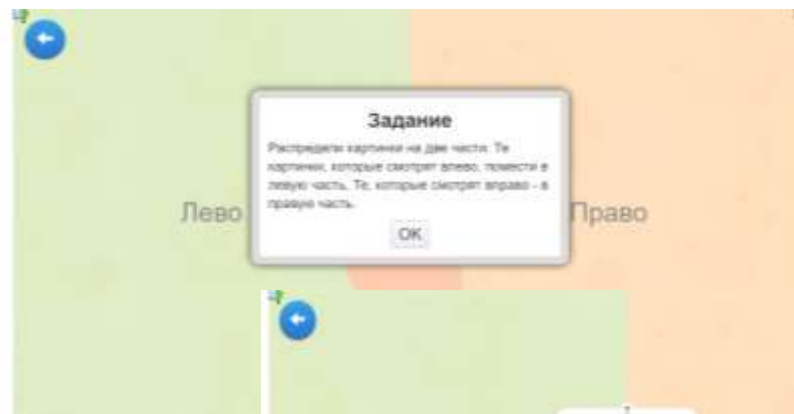 Задание
Распредели картинки на две части. Те
картинки, которые смотрят влево, помести в
левую часть. Те, которые смотрят вправо - в
правую часть.
Лево
Право
OK